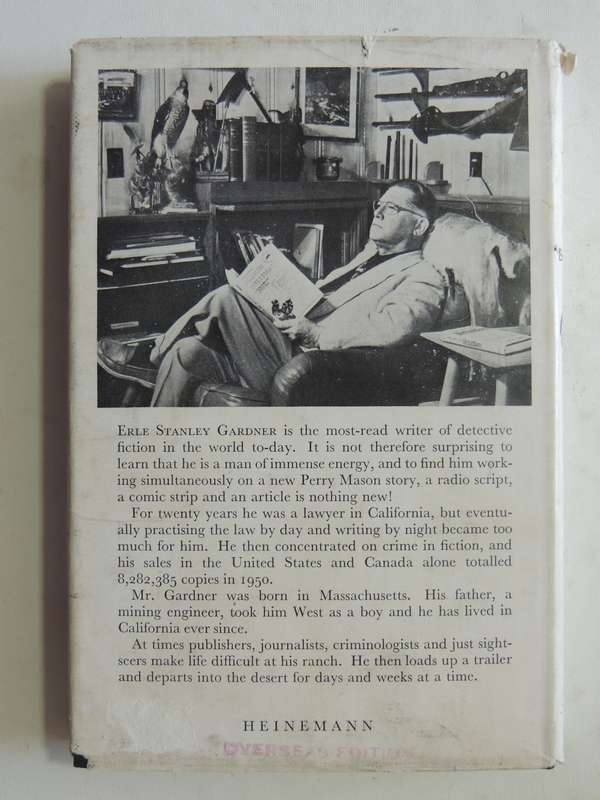 ERLE STANLEY GARDNER is the most-read writer of detective
fiction in the world to-day. It is not therefore surprising to
learn that he is a man of immense energy, and to find him work-
ing simultaneously on a new Perry Mason story, a radio script,
a comic strip and an article is nothing new!
For twenty years he was a lawyer in California, but eventu-
ally practising the law by day and writing by night became too
much for him. He then concentrated on crime in fiction, and
his sales in the United States and Canada alone totalled
8,282,385 copies in 1950.
Mr. Gardner was born in Massachusetts. His father, a
mining engineer, took him West as a boy and he has lived in
California ever since.
At times publishers, journalists, criminologists and just sight-
seers make life difficult at his ranch. He then loads up a trailer
and departs into the desert for days and weeks at a time.
HEINEMANN
OVERSEAS EDITION